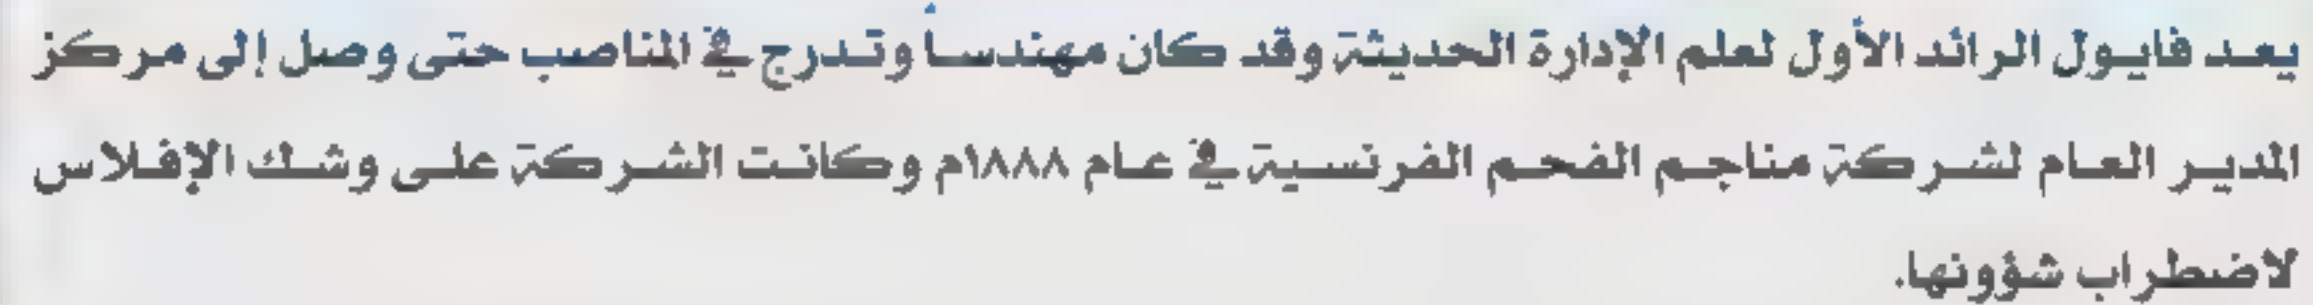 يعد فايول الرائد الأول لعلم الإدارة الحديثة وقد كان مهندساً وتدرج في المناصب حتى وصل إلى مركز
المدير العام لشركة مناجم الفحم الفرنسية في عام ١٨٨٨م وكانت الشركة على وشك الإفلاس
لاضطراب شؤونها.